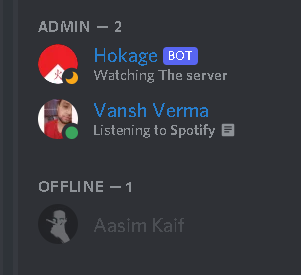 ADMIN — 2
Hokage BOT
Watching The server
Vansh Verma
Listening to Spotify
OFFLINE — 1
Aasim Kaif